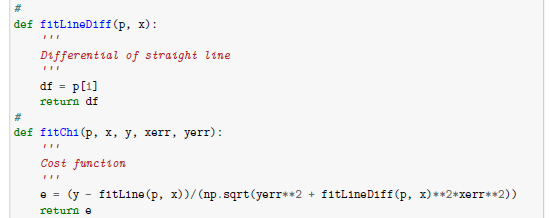 #
def fitLineDiff(p, x):
    '''
    Differential of straight line
    '''
    df = p[1]
    return df
#
def fitChi(p, x, y, xerr, yerr):
    '''
    Cost function
    '''
    e = (y - fitLine(p, x))/(np.sqrt(yerr**2 + fitLineDiff(p, x)**2*xerr**2))
    return e